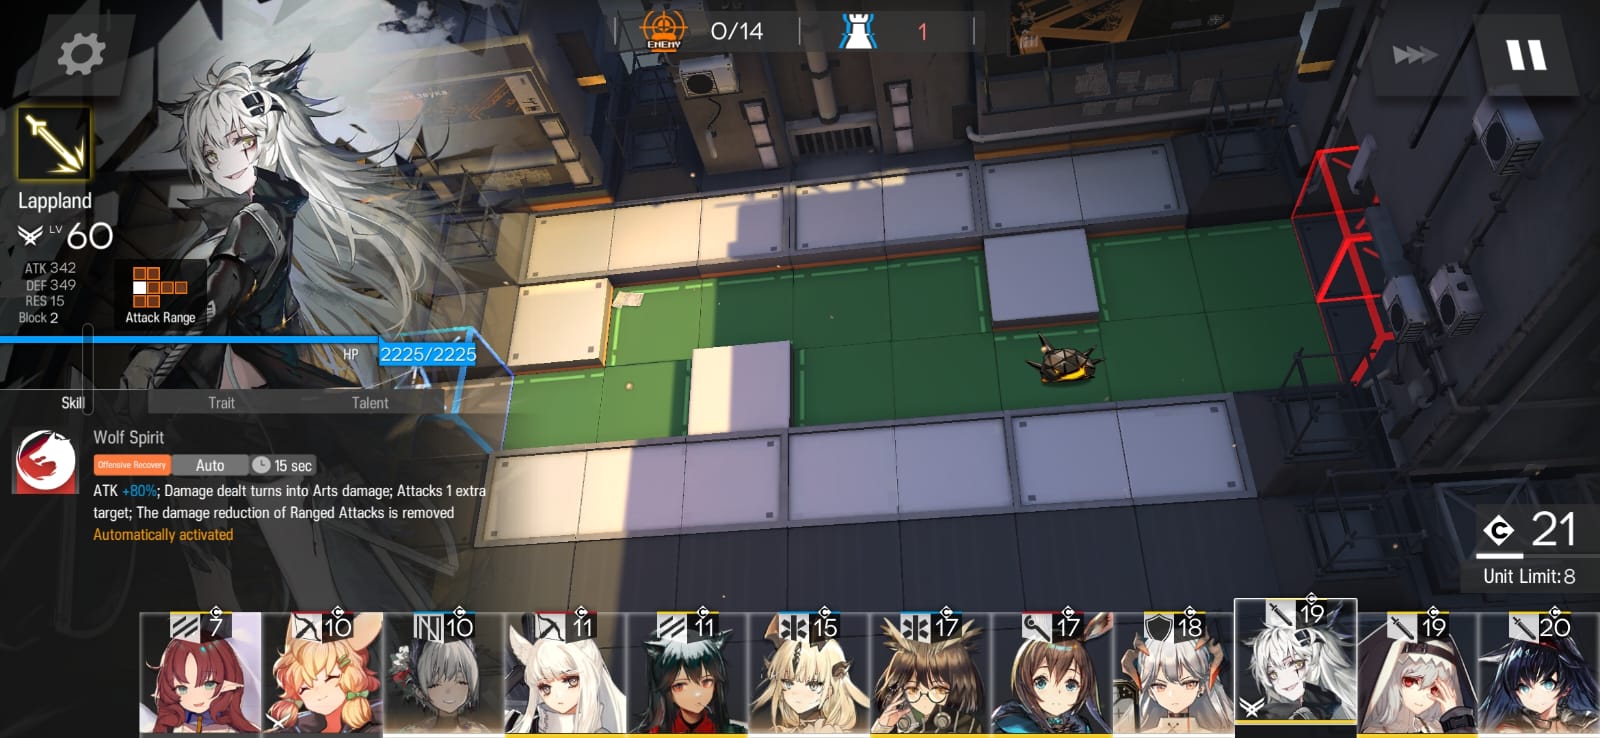 ENEMY
0/14
1
Lappland
LV 60
ATK 342
DEF 349
RES 15
Block 2
Attack Range
HP 2225/2225
Skill
Trait
Talent
Wolf Spirit
Offensive Recovery
Auto
15 sec
ATK +80%; Damage dealt turns into Arts damage; Attacks 1 extra
target; The damage reduction of Ranged Attacks is removed
Automatically activated
C 21
Unit Limit:8
7
10
10
11
11
15
17
17
18
19
19
20